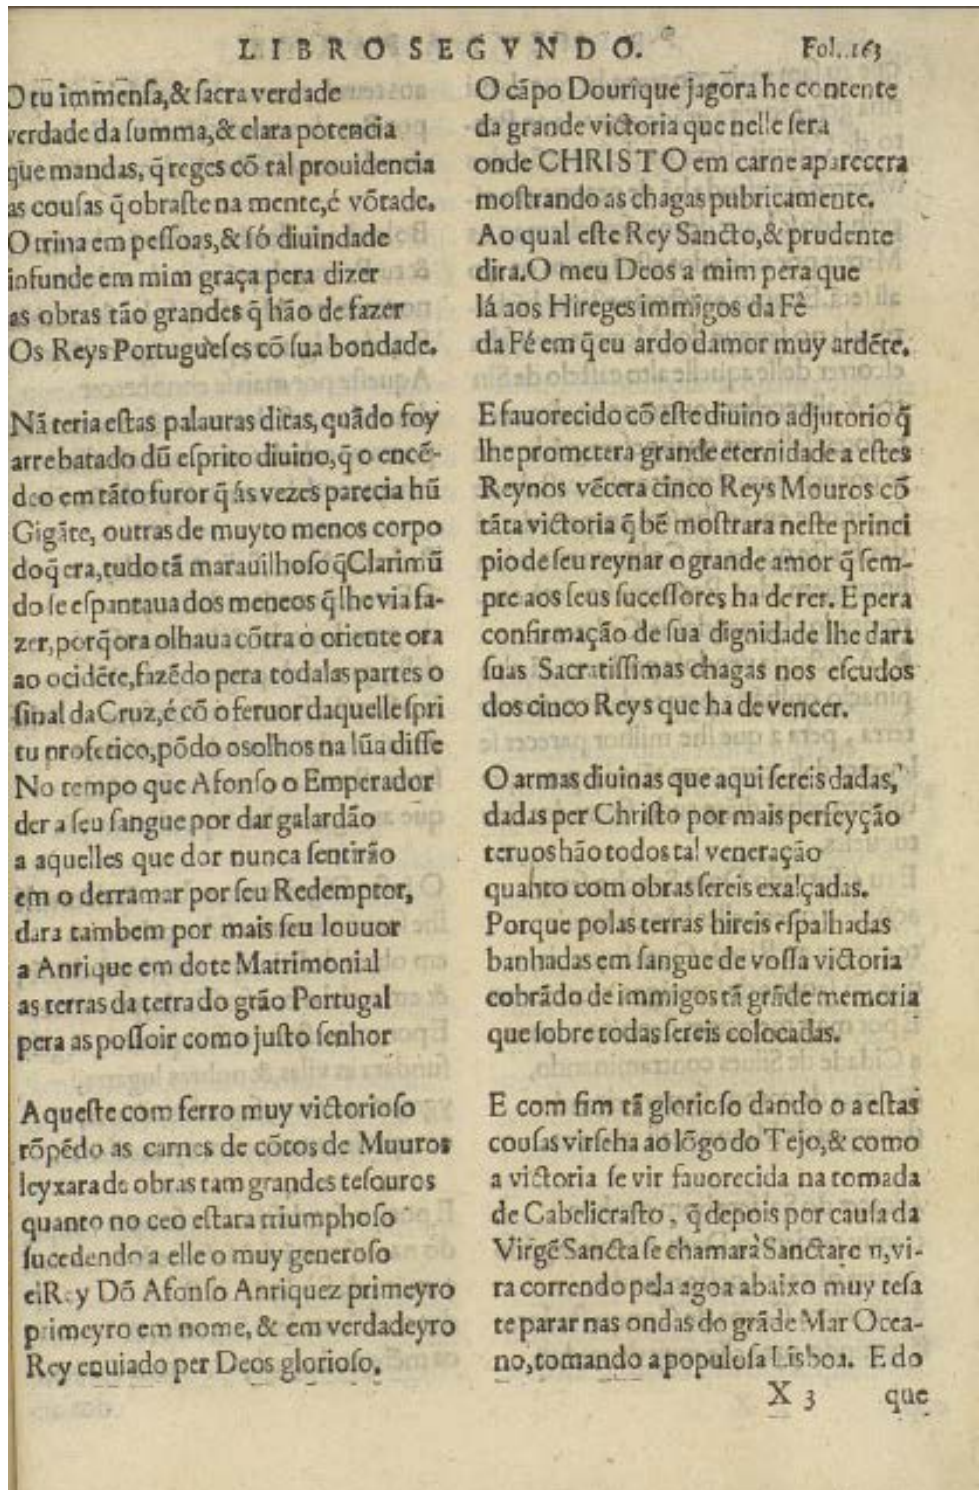 LIBRO SEGVNDO. Fol. 163
O tu immẽnſa,& ſacra verdade
verdade da ſumma,& clara potencia
que mandas, q̃ reges cõ tal prouidencia
as couſas q̃ obraſte na mente,é võtade.
O trina em peſſoas,& ſó diuindade
infunde em mim graça pera dizer
as obras tão grandes q̃ hão de fazer
Os Reys Portugueſes cõ ſua bondade.
Nã teria eſtas palauras ditas, quãdo foy
arrebatado dũ eſprito diuino,q̃ o encẽ-
deo em tãto furor q̃ ás vezes parecia hũ
Gigãte, outras de muyto menos corpo
doq̃ era,tudo tã marauilhoſo q̃Clarimũ
do ſe eſpantaua dos meneos q̃ lhe via fa-
zer,porq̃ ora olhaua cõtra o oriente ora
ao ocidẽte,fazẽdo pera todalas partes o
ſinal daCruz,é cõ o feruor daquelle ſpri
tu profetico,põdo osolhos na lũa diſſe
No tempo que Afonſo o Emperador
der a ſeu ſangue por dar galardão
a aquelles que dor nunca ſentirão
em o derramar por ſeu Redemptor,
dara tambem por mais ſeu louuor
a Anrique em dote Matrimonial
as terras da terra do grão Portugal
pera as poſſoir como juſto ſenhor
Aqueſte com ferro muy victorioſo
rõpẽdo as carnes de cõtos de Muuros
leyxara de obras tam grandes teſouros
quanto no ceo eſtara triumphoſo
ſucedendo a elle o muy generoſo
elRey Dõ Afonſo Anriquez primeyro
primeyro em nome, & em verdadeyro
Rey enuiado per Deos glorioſo.
O cãpo Dourique jagora he contente
da grande victoria que nelle ſera
onde CHRISTO em carne aparecera
moſtrando as chagas pubricamente.
Ao qual eſte Rey Sancto,& prudente
dira.O meu Deos a mim pera que
lá aos Hireges immigos da Fè
da Fé em q̃ eu ardo damor muy ardẽte.
E fauorecido cõ eſte diuino adjutorio q̃
lhe prometera grande eternidade a eſtes
Reynos vẽcera cinco Reys Mouros cõ
tãta victoria q̃ bẽ moſtrara neſte princi
pio de ſeu reynar o grande amor q̃ ſem-
pre aos ſeus ſuceſſores ha de ter. E pera
confirmação de ſua dignidade lhe dara
ſuas Sacratiſſimas chagas nos eſcudos
dos cinco Reys que ha de vencer.
O armas diuinas que aqui ſereis dadas,
dadas per Chriſto por mais perfeyção
teruos hão todos tal veneração
quanto com obras ſereis exalçadas.
Porque polas terras hireis eſpalhadas
banhadas em ſangue de voſſa victoria
cobrãdo de immigos tã grãde memoria
que ſobre todas ſereis colocadas.
E com fim tã glorioſo dando o a eſtas
couſas virſeha ao lõgo do Tejo,& como
a victoria ſe vir fauorecida na tomada
de Cabelicraſto, q̃ depois por cauſa da
Virgẽ Sancta ſe chamarà Sanctarem,vi-
ra correndo pela agoa abaixo muy teſa
te parar nas ondas do grãde Mar Ocea-
no,tomando a populoſa Lisboa. E do
X 3 que